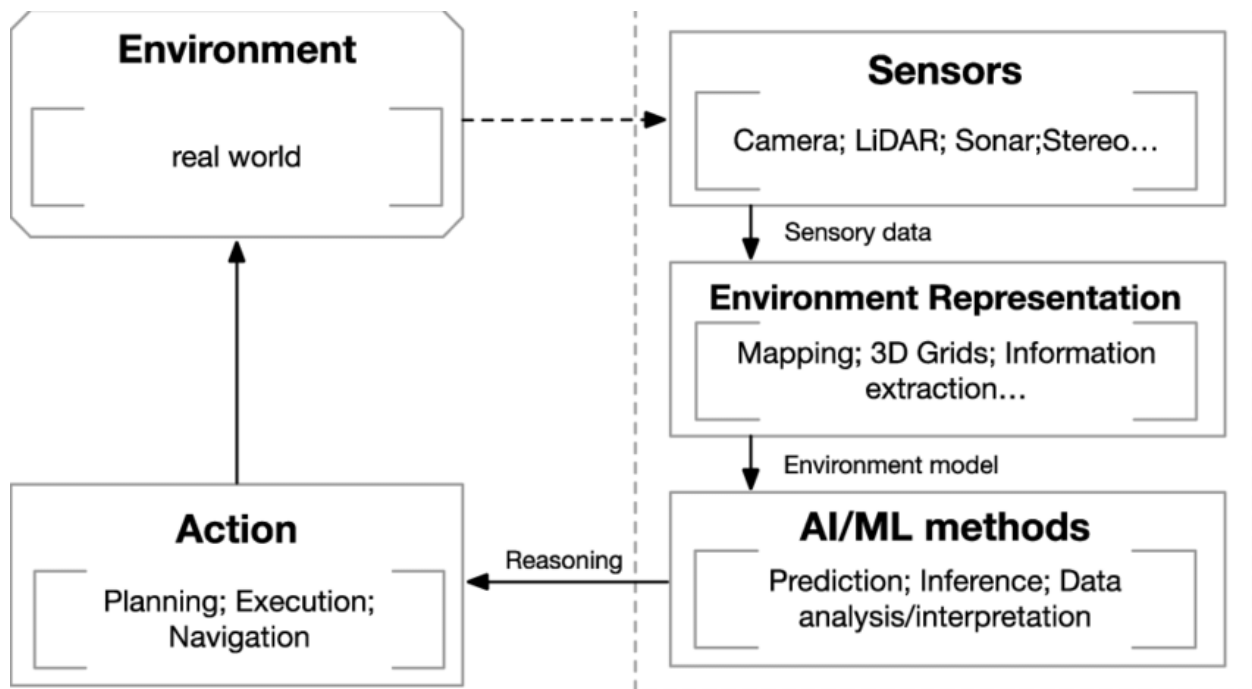 Environment
real world
Sensors
Camera; LiDAR; Sonar;Stereo…
Sensory data
Environment Representation
Mapping; 3D Grids; Information
extraction…
Environment model
AI/ML methods
Prediction; Inference; Data
analysis/interpretation
Reasoning
Action
Planning; Execution;
Navigation